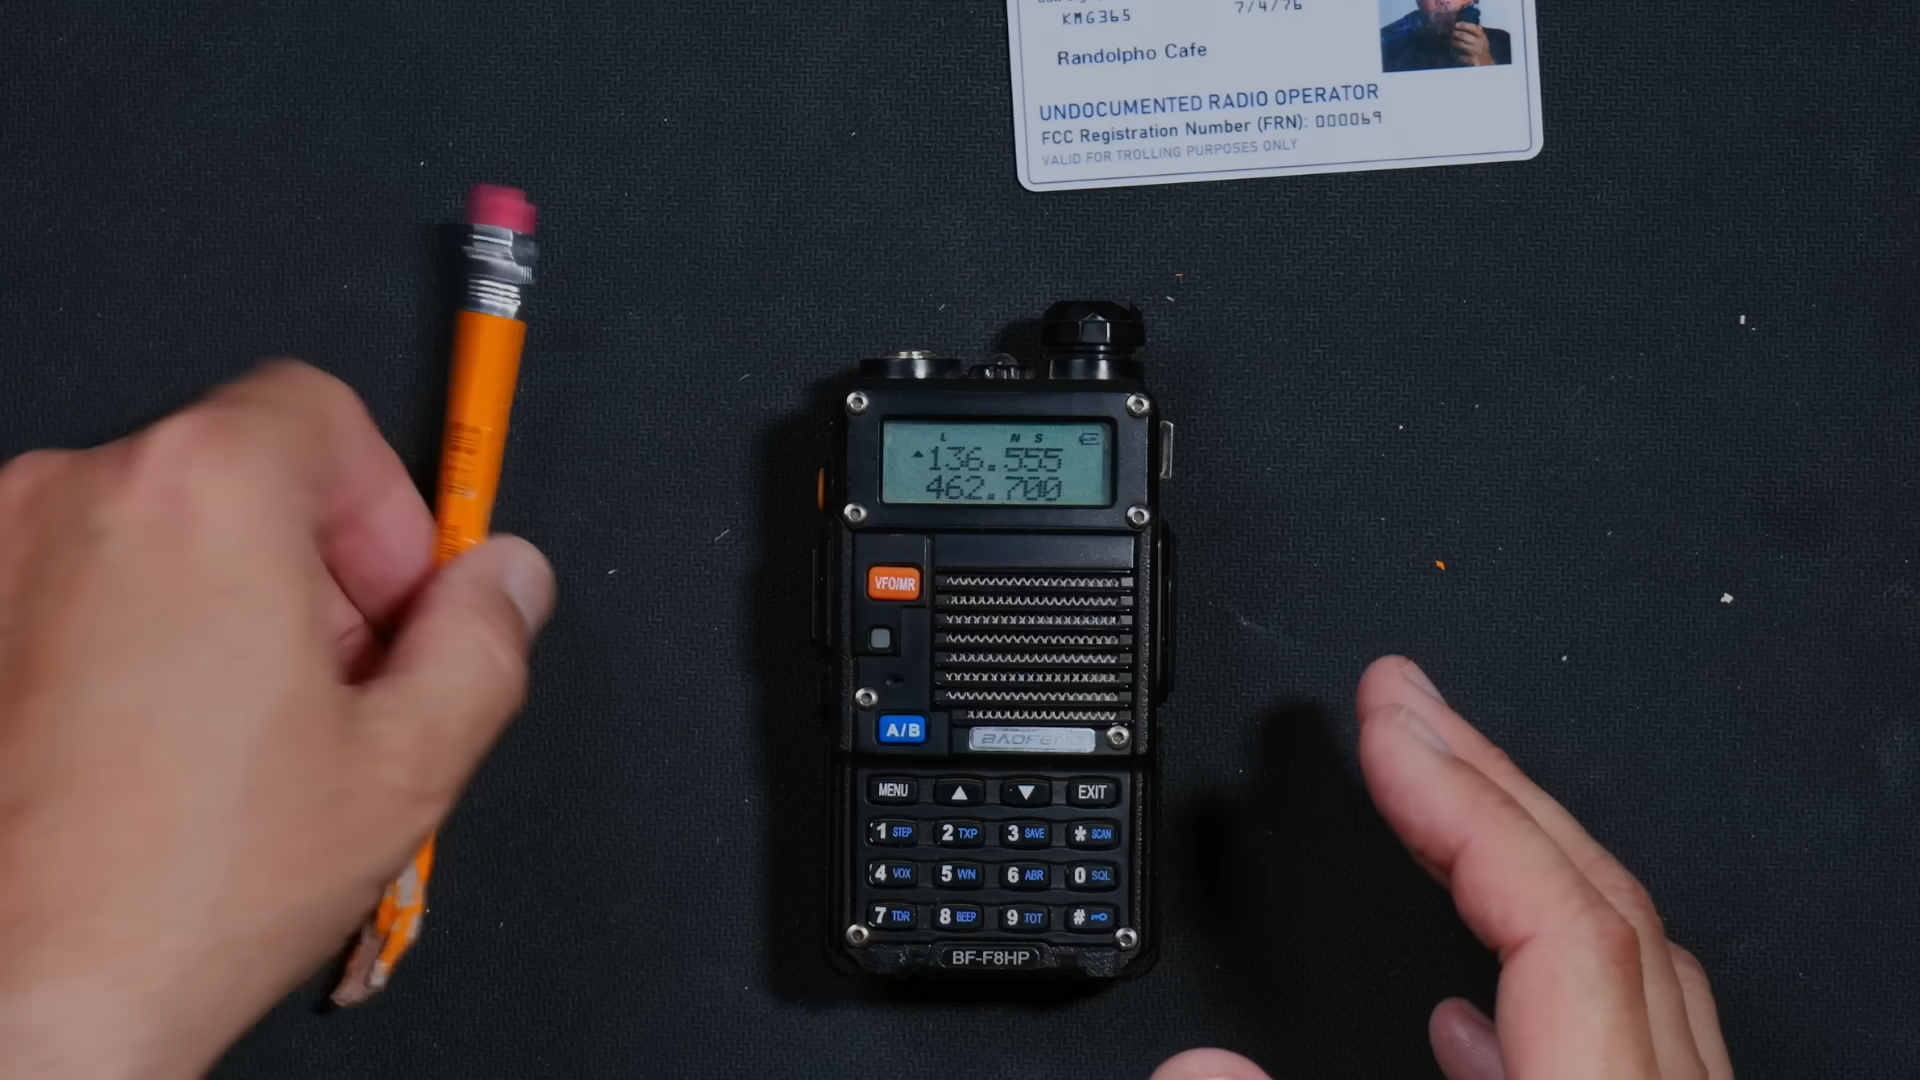 KMG365 7/4/76
Randolpho Cafe
UNDOCUMENTED RADIO OPERATOR
FCC Registration Number (FRN): 000069
VALID FOR TROLLING PURPOSES ONLY
L N S
136.555
462.700
VFO/MR
A/B
BAOFENG
MENU ▲ ▼ EXIT
1 STEP 2 TXP 3 SAVE * SCAN
4 VOX 5 WN 6 ABR 0 SQL
7 TDR 8 BEEP 9 TOT #
BF-F8HP